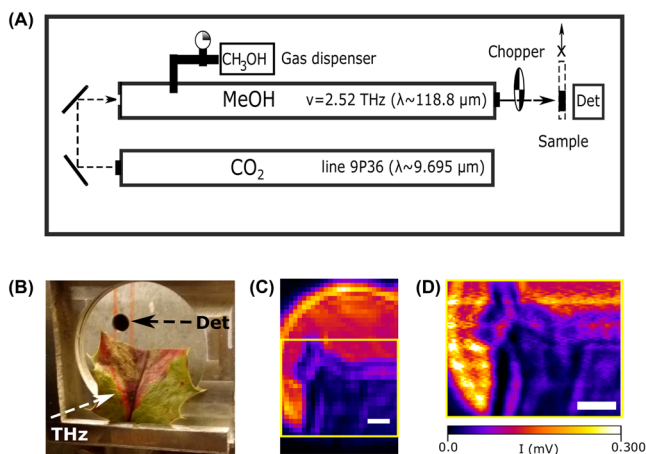 (A)
CH₃OH Gas dispenser
Chopper
MeOH ν=2.52 THz (λ~118.8 µm)
Det
Sample
CO₂ line 9P36 (λ~9.695 µm)
(B)
Det
THz
(C)
(D)
0.0 I (mV) 0.300